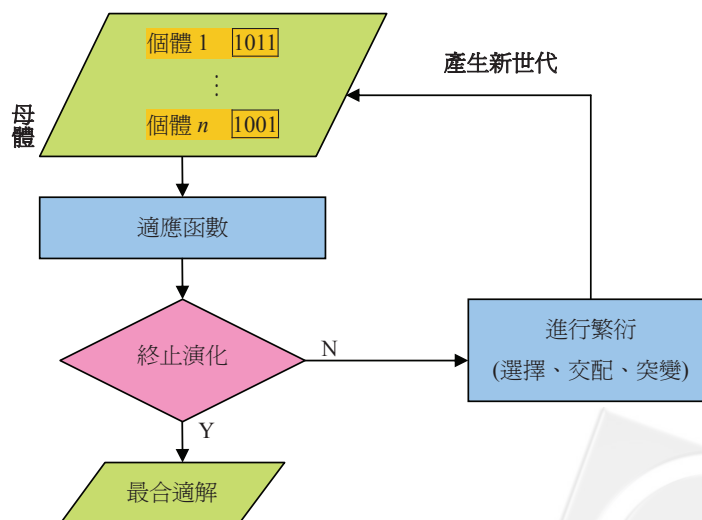 個體 1 1011
⋮
個體 n 1001
母體
產生新世代
適應函數
終止演化
N
進行繁衍
(選擇、交配、突變)
Y
最合適解